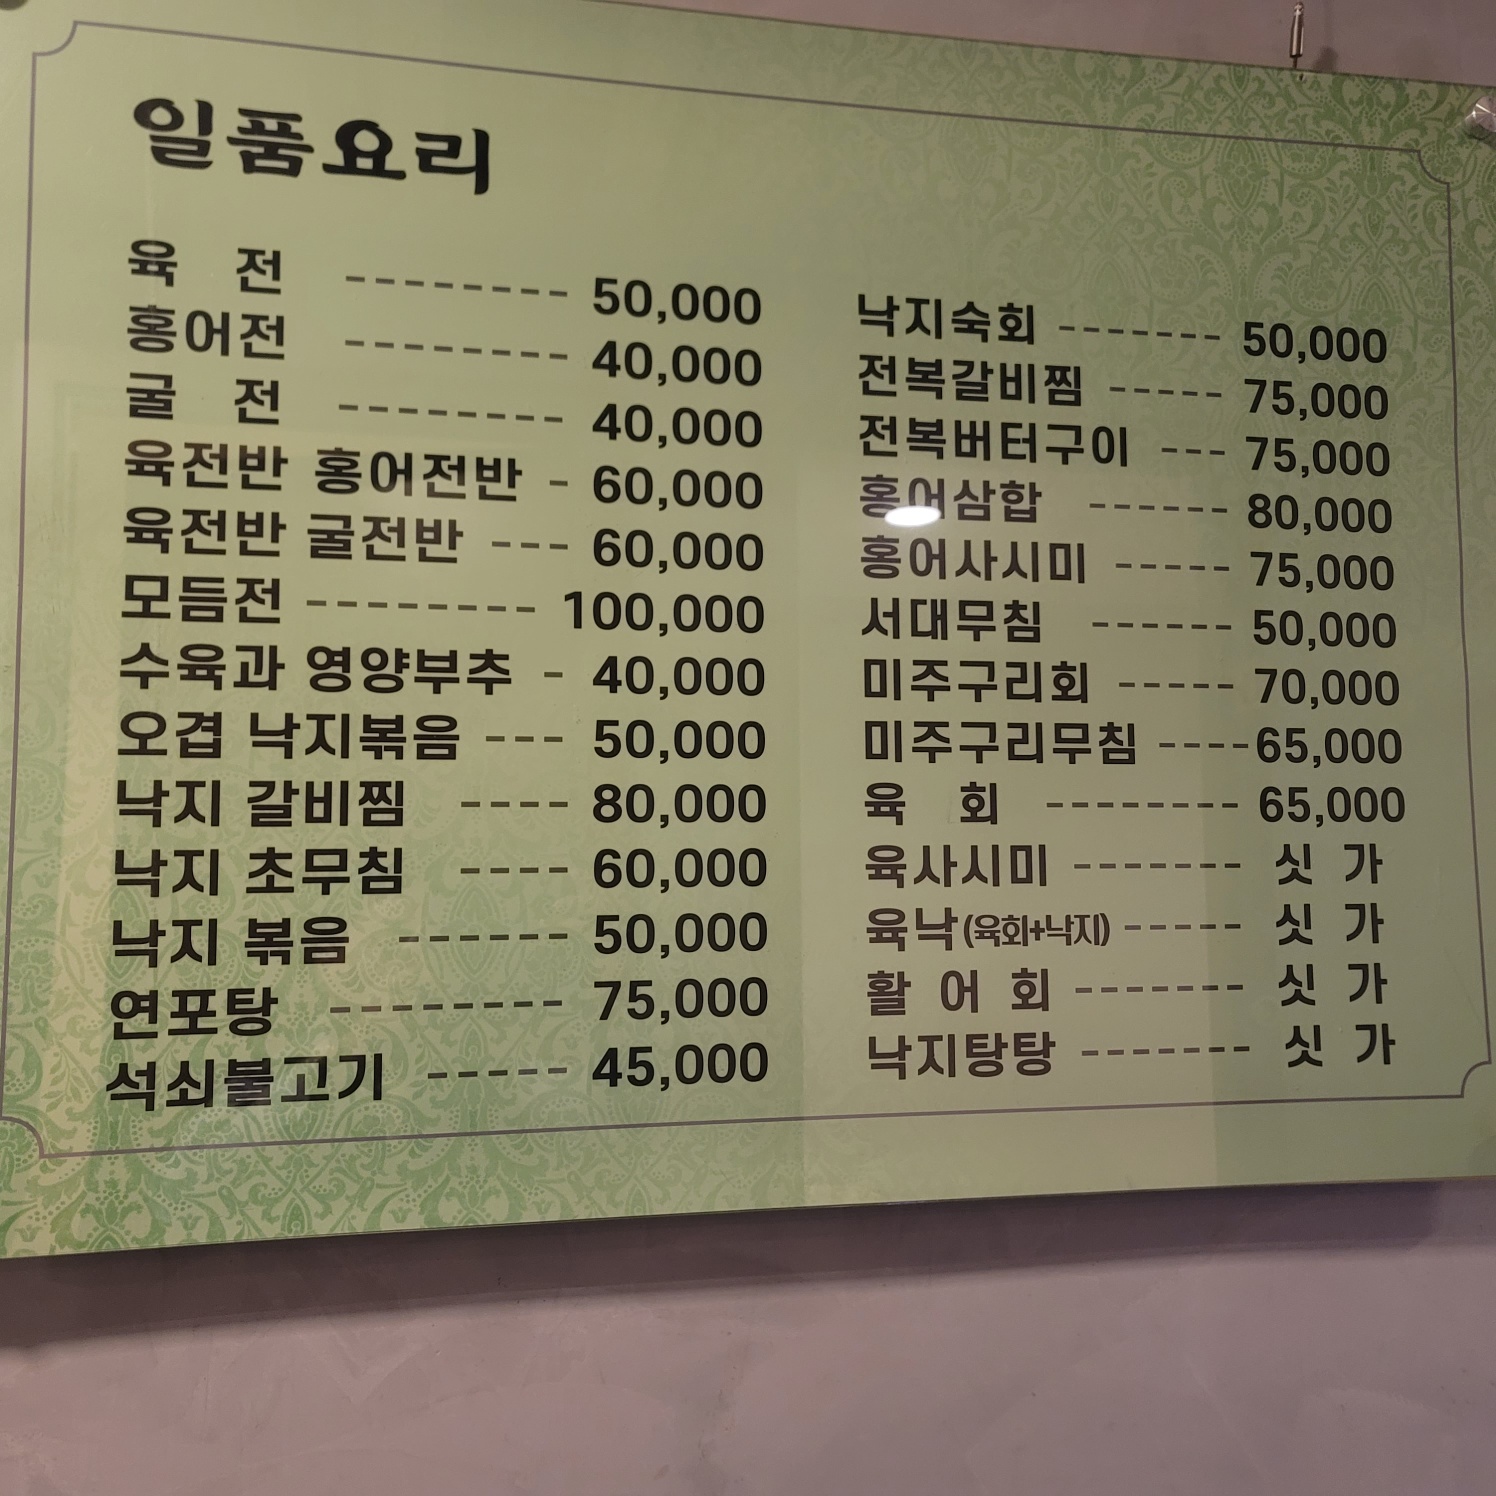 일품요리
육 전 -------- 50,000
홍어전 -------- 40,000
굴 전 -------- 40,000
육전반 홍어전반 - 60,000
육전반 굴전반 --- 60,000
모듬전 --------- 100,000
수육과 영양부추 - 40,000
오겹 낙지볶음 --- 50,000
낙지 갈비찜 ---- 80,000
낙지 초무침 ---- 60,000
낙지 볶음 ------ 50,000
연포탕 --------- 75,000
석쇠불고기 ----- 45,000
낙지숙회 ------- 50,000
전복갈비찜 ----- 75,000
전복버터구이 --- 75,000
홍어삼합 ------ 80,000
홍어사시미 ----- 75,000
서대무침 ------ 50,000
미주구리회 ----- 70,000
미주구리무침 ---- 65,000
육 회 -------- 65,000
육사시미 ------- 싯 가
육낙(육회+낙지) ----- 싯 가
활 어 회 ------- 싯 가
낙지탕탕 ------- 싯 가